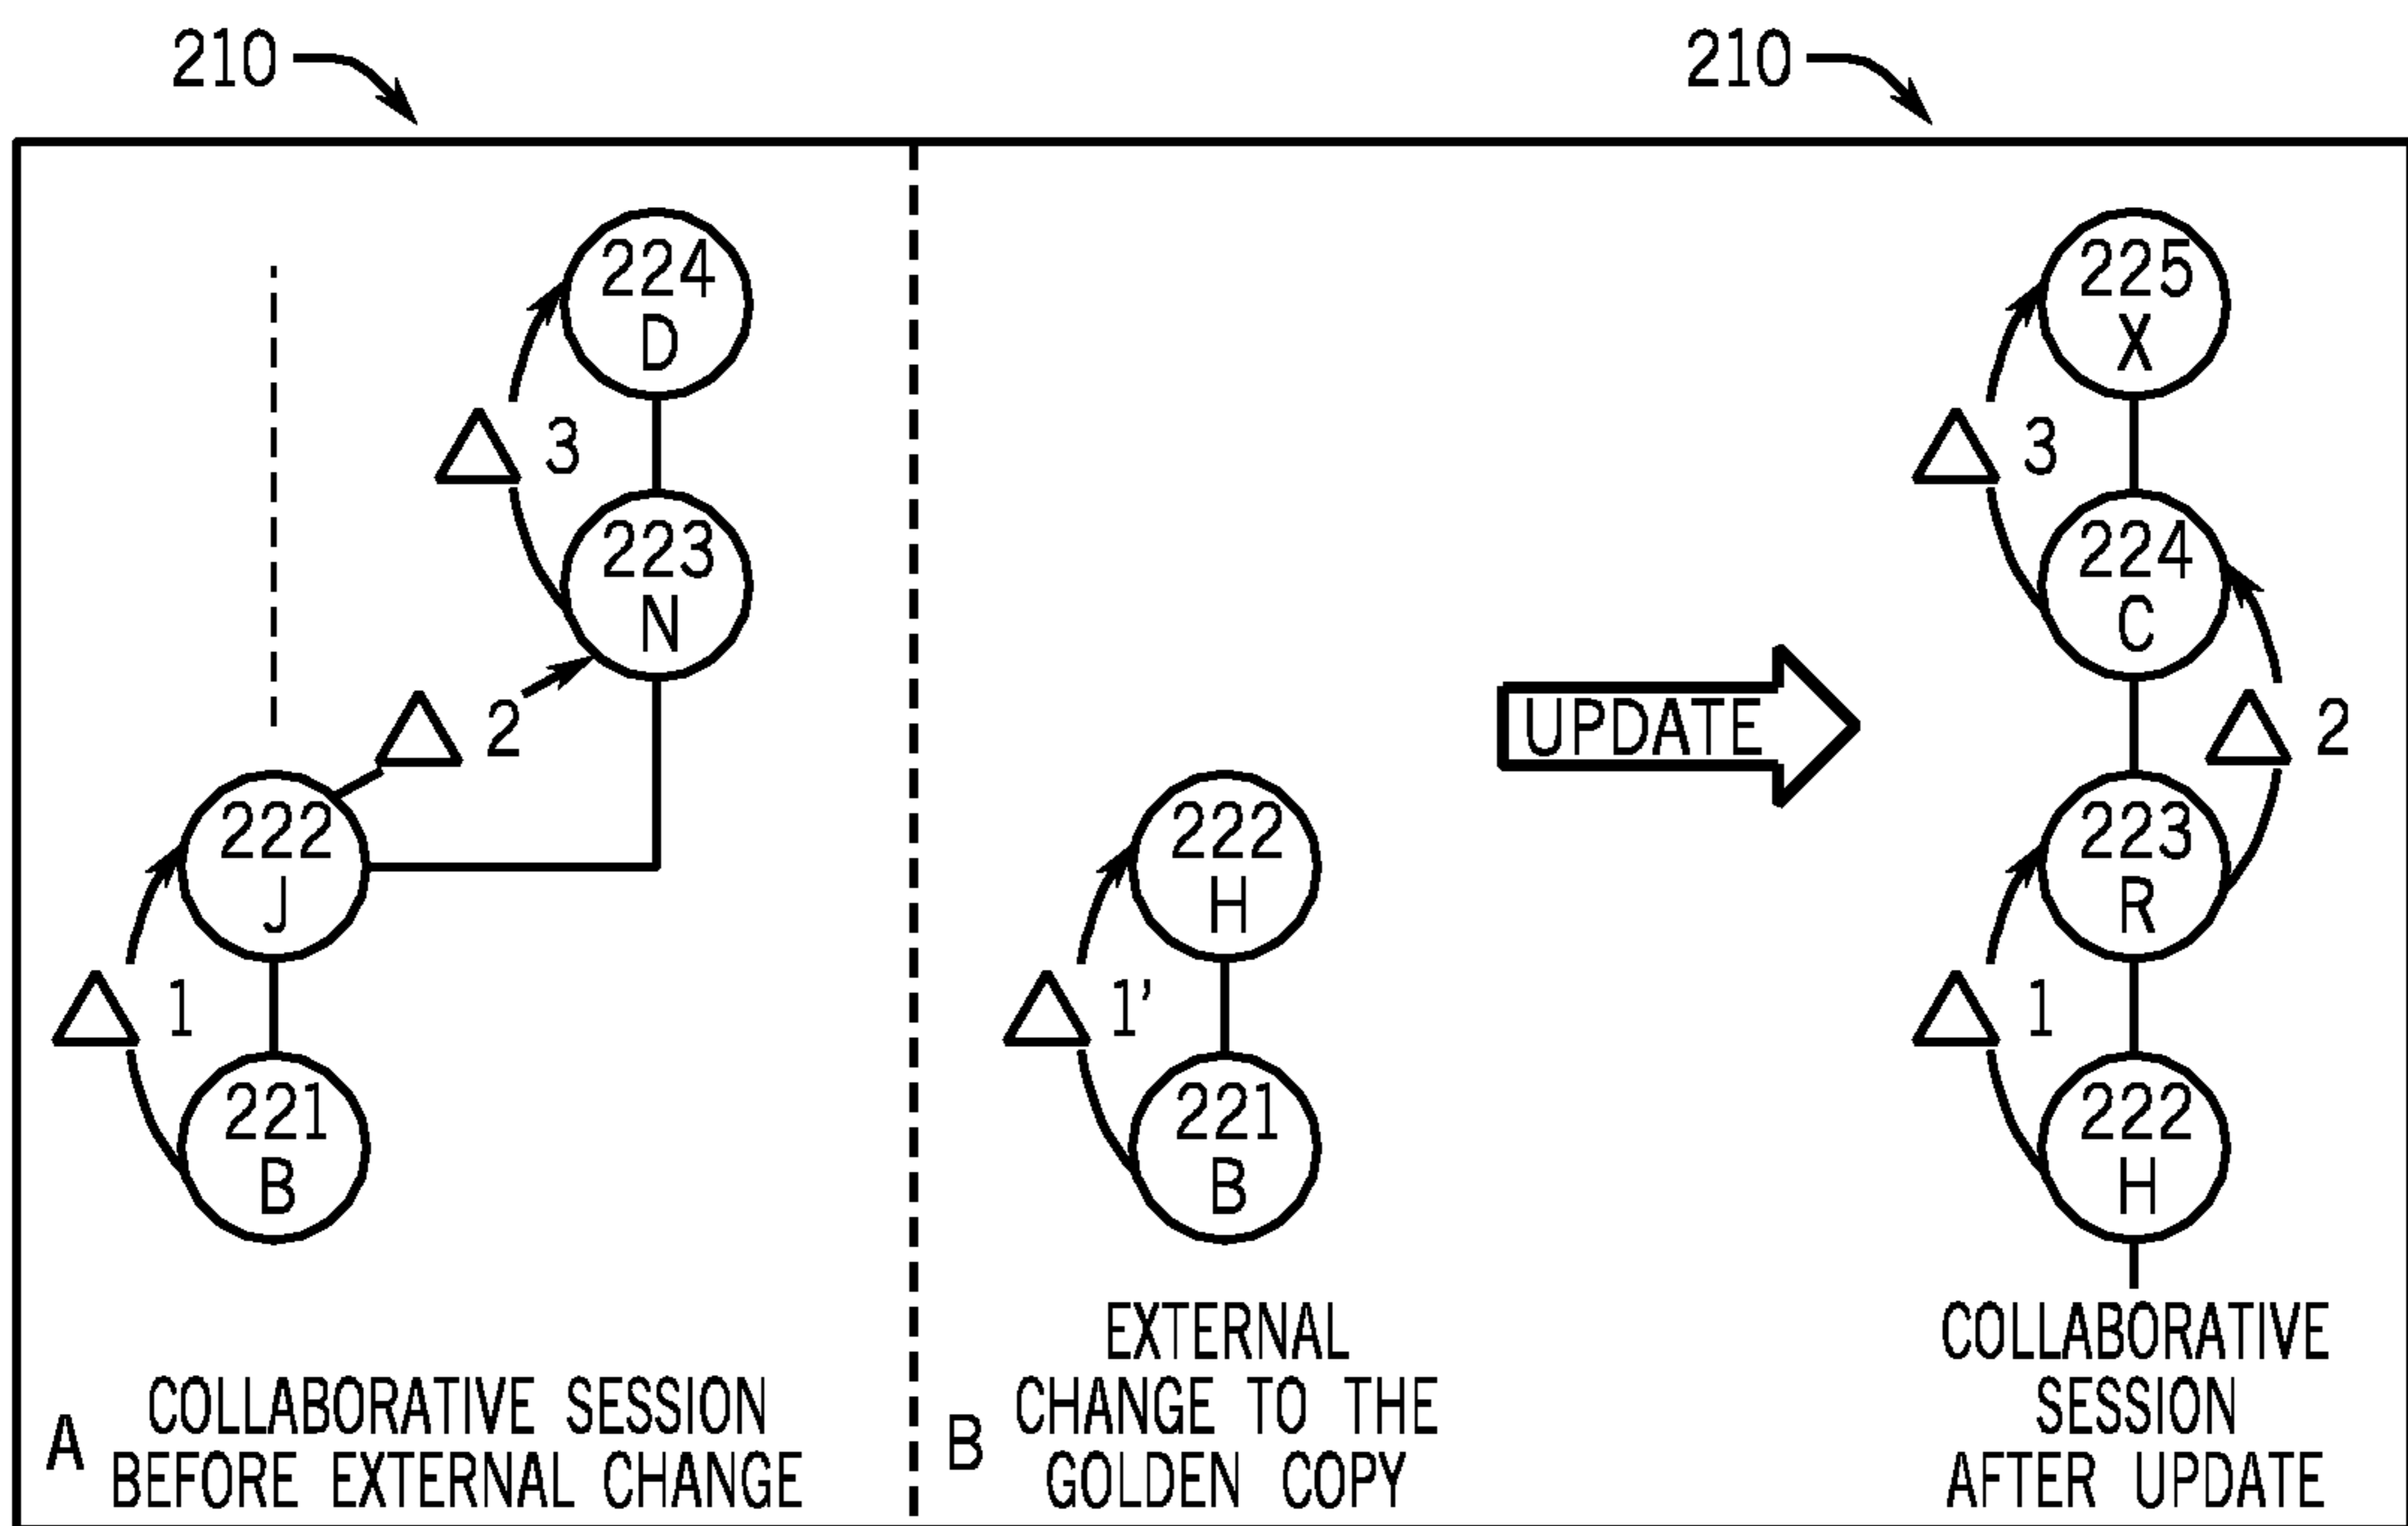 210
210
224
D
△ 3
223
N
△ 2
222
J
△ 1
221
B
A
COLLABORATIVE SESSION
BEFORE EXTERNAL CHANGE
222
H
△ 1'
221
B
B
EXTERNAL
CHANGE TO THE
GOLDEN COPY
UPDATE
225
X
△ 3
224
C
△ 2
223
R
△ 1
222
H
COLLABORATIVE
SESSION
AFTER UPDATE